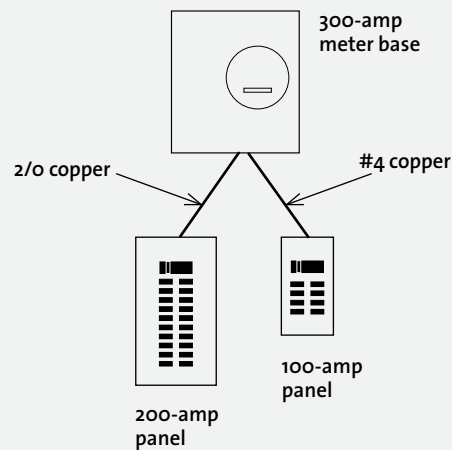 300-amp
meter base
2/0 copper
#4 copper
200-amp
panel
100-amp
panel